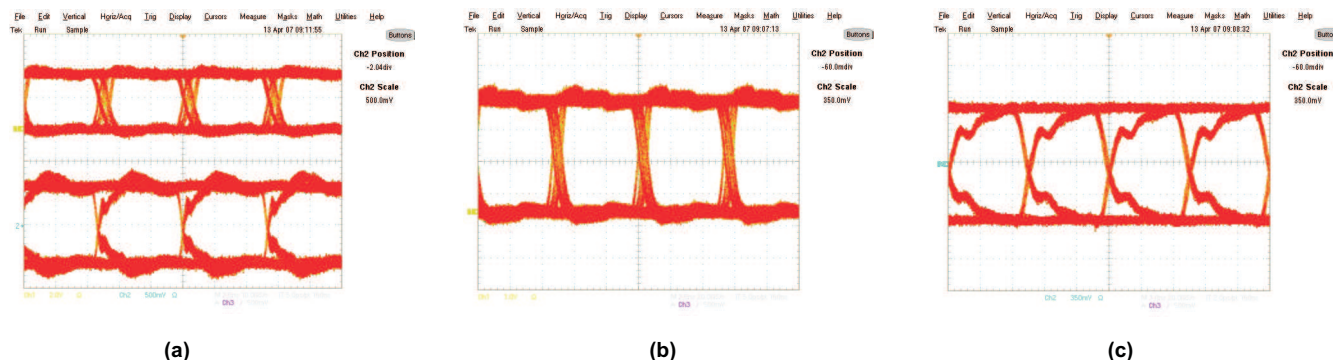 File Edit Vertical Horiz/Acq Trig Display Cursors Measure Masks Math Utilities Help
Tek Run Sample 13 Apr 07 09:11:55 Buttons
Ch2 Position
-2.04div
Ch2 Scale
500.0mV
2
Ch2 500mV Ω
Ch3
(a)
File Edit Vertical Horiz/Acq Trig Display Cursors Measure Masks Math Utilities Help
Tek Run Sample 13 Apr 07 09:07:13 Buttons
Ch2 Position
-60.0mdiv
Ch2 Scale
350.0mV
Ch3
(b)
File Edit Vertical Horiz/Acq Trig Display Cursors Measure Masks Math Utilities Help
Tek Run Sample 13 Apr 07 09:08:32 Butto
Ch2 Position
-60.0mdiv
Ch2 Scale
350.0mV
Ch2 350mV Ω
Ch3
(c)